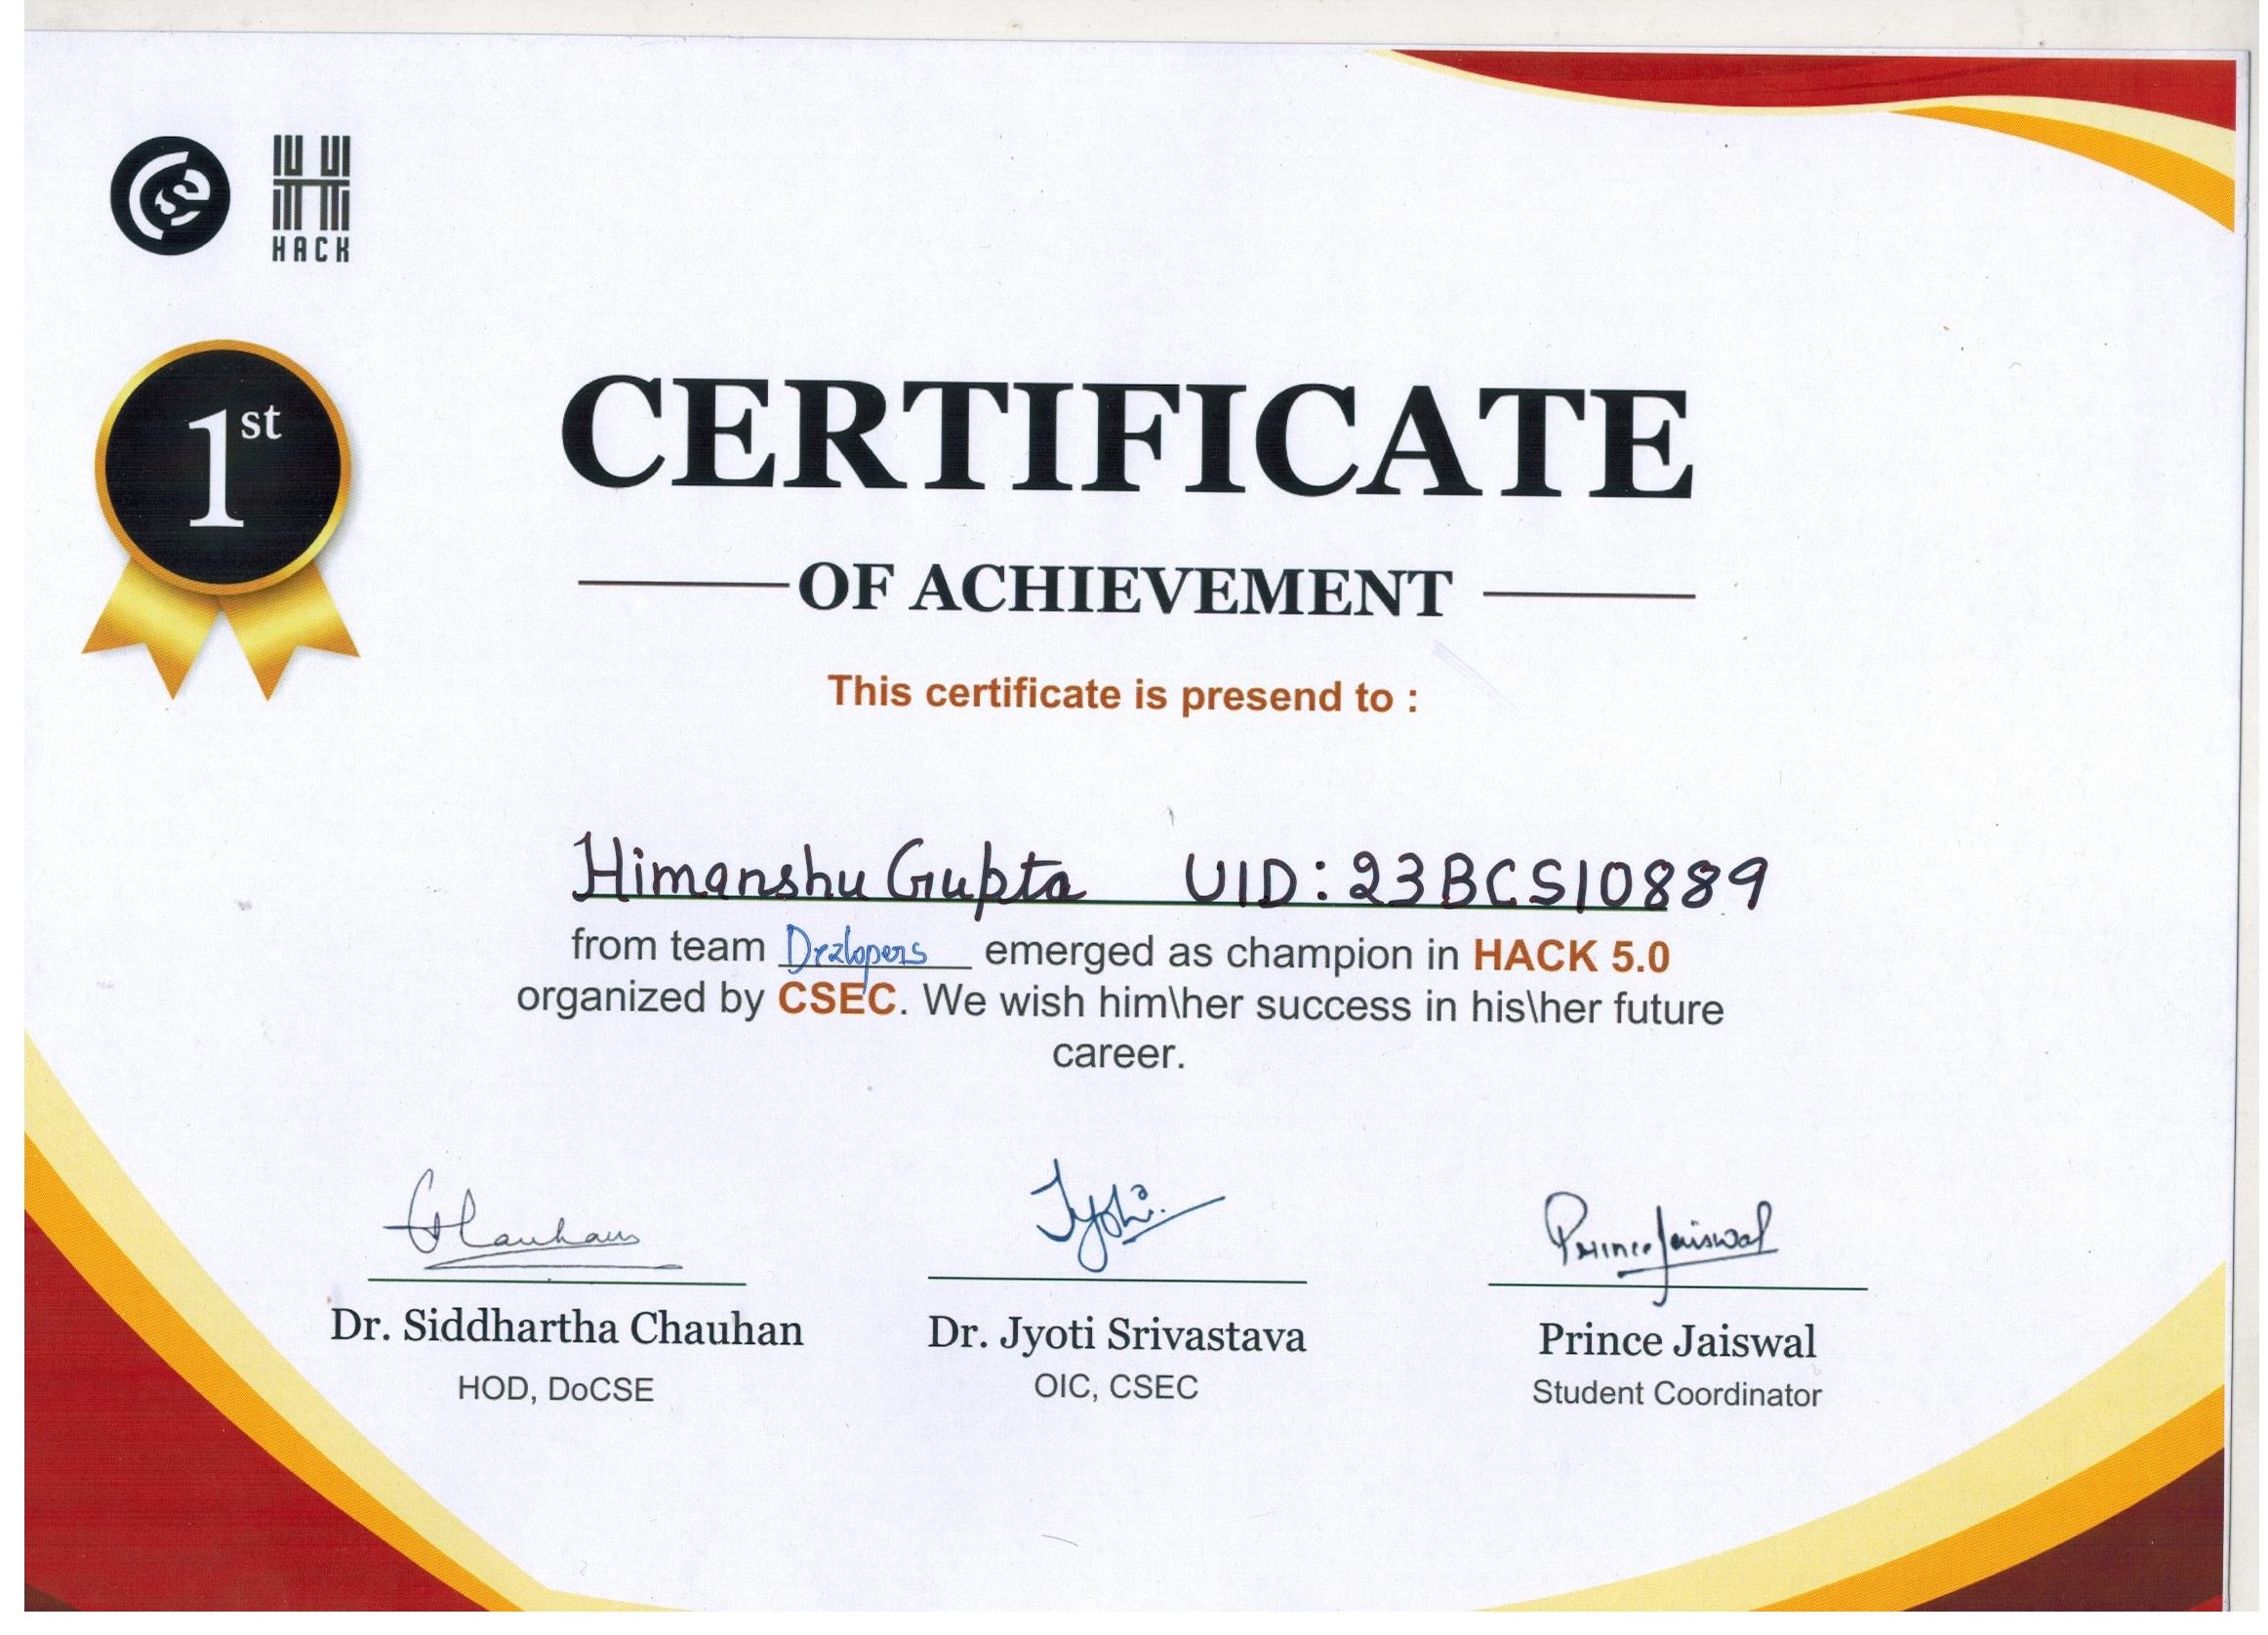 Cse
HACK
1st
CERTIFICATE
OF ACHIEVEMENT
This certificate is presend to :
Himanshu Gupta UID: 23BCS10889
from team Drzlopers emerged as champion in HACK 5.0
organized by CSEC. We wish him\her success in his\her future
career.
Chauhan
Jyoti
Prince Jaiswal
Dr. Siddhartha Chauhan
Dr. Jyoti Srivastava
Prince Jaiswal
HOD, DoCSE
OIC, CSEC
Student Coordinator